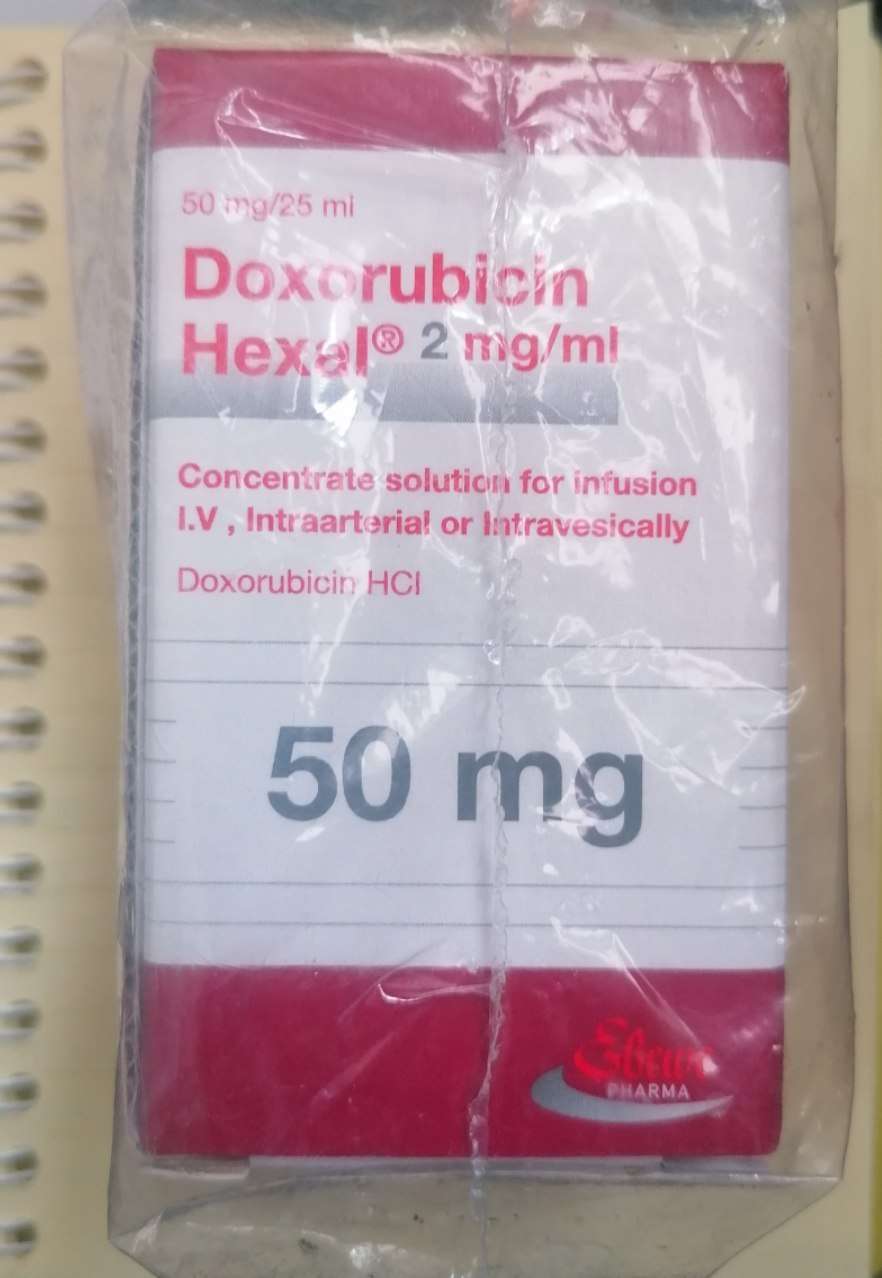 50 mg/25 ml
Doxorubicin
Hexal® 2 mg/ml
Concentrate solution for infusion
I.V , Intraarterial or Intravesically
Doxorubicin HCl
50 mg
Ebewe
PHARMA